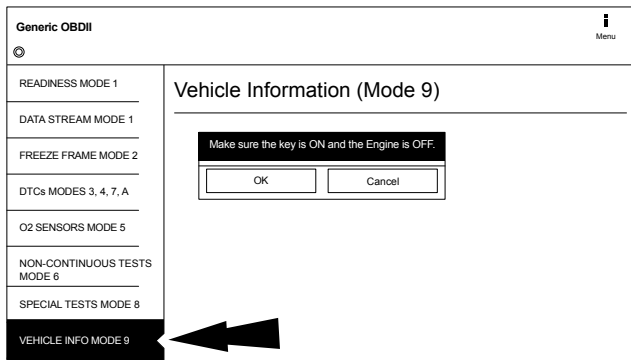 Generic OBDII
Menu
READINESS MODE 1
DATA STREAM MODE 1
FREEZE FRAME MODE 2
DTCs MODES 3, 4, 7, A
O2 SENSORS MODE 5
NON-CONTINUOUS TESTS
MODE 6
SPECIAL TESTS MODE 8
VEHICLE INFO MODE 9
Vehicle Information (Mode 9)
Make sure the key is ON and the Engine is OFF.
OK
Cancel